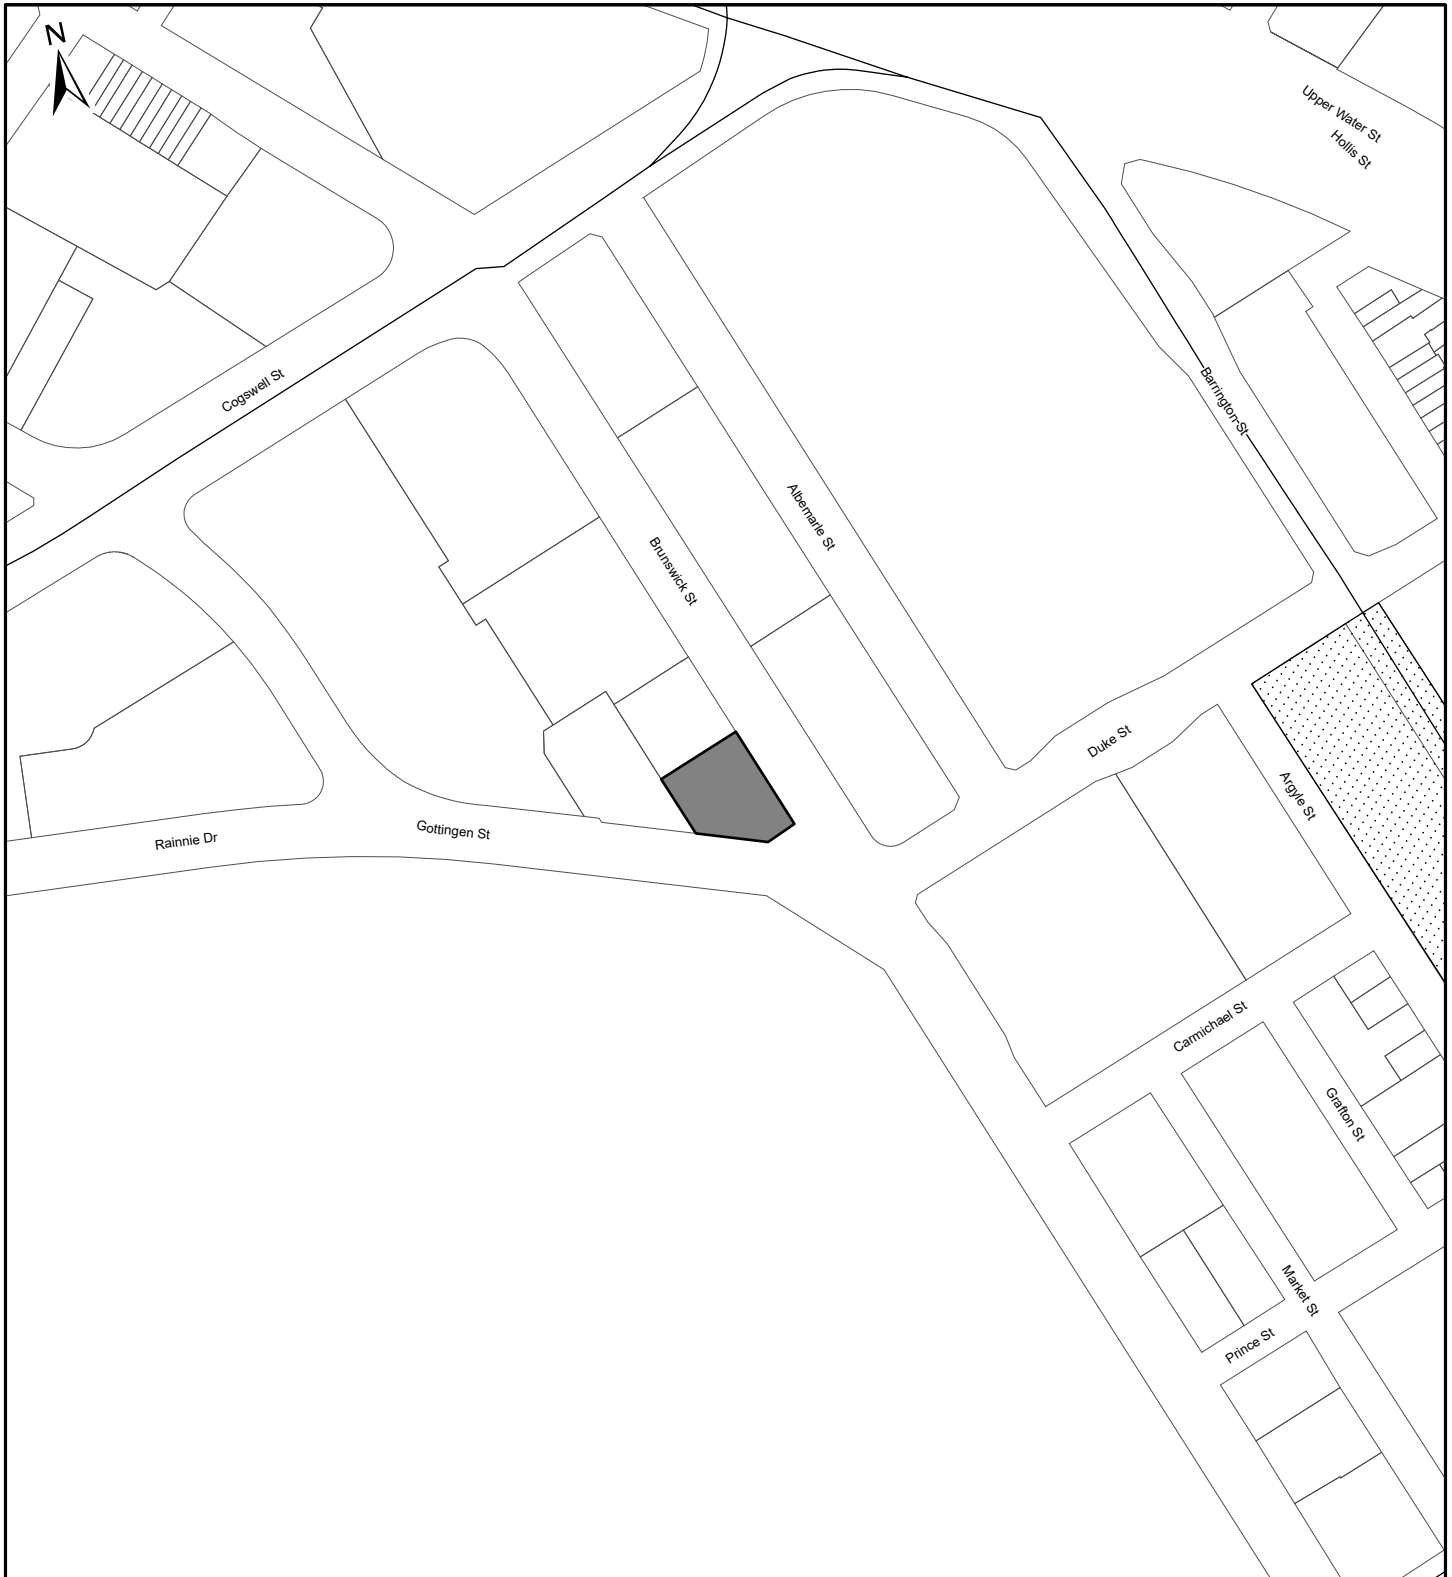 N
Upper Water St
Hollis St
Cogswell St
Barrington St
Albemarle St
Brunswick St
Duke St
Argyle St
Rainnie Dr
Gottingen St
Carmichael St
Grafton St
Market St
Prince St